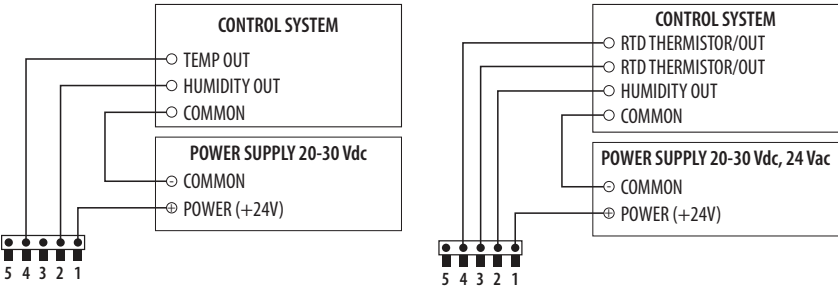 CONTROL SYSTEM
TEMP OUT
HUMIDITY OUT
COMMON
POWER SUPPLY 20-30 Vdc
COMMON
POWER (+24V)
5 4 3 2 1
CONTROL SYSTEM
RTD THERMISTOR/OUT
RTD THERMISTOR/OUT
HUMIDITY OUT
COMMON
POWER SUPPLY 20-30 Vdc, 24 Vac
COMMON
POWER (+24V)
5 4 3 2 1